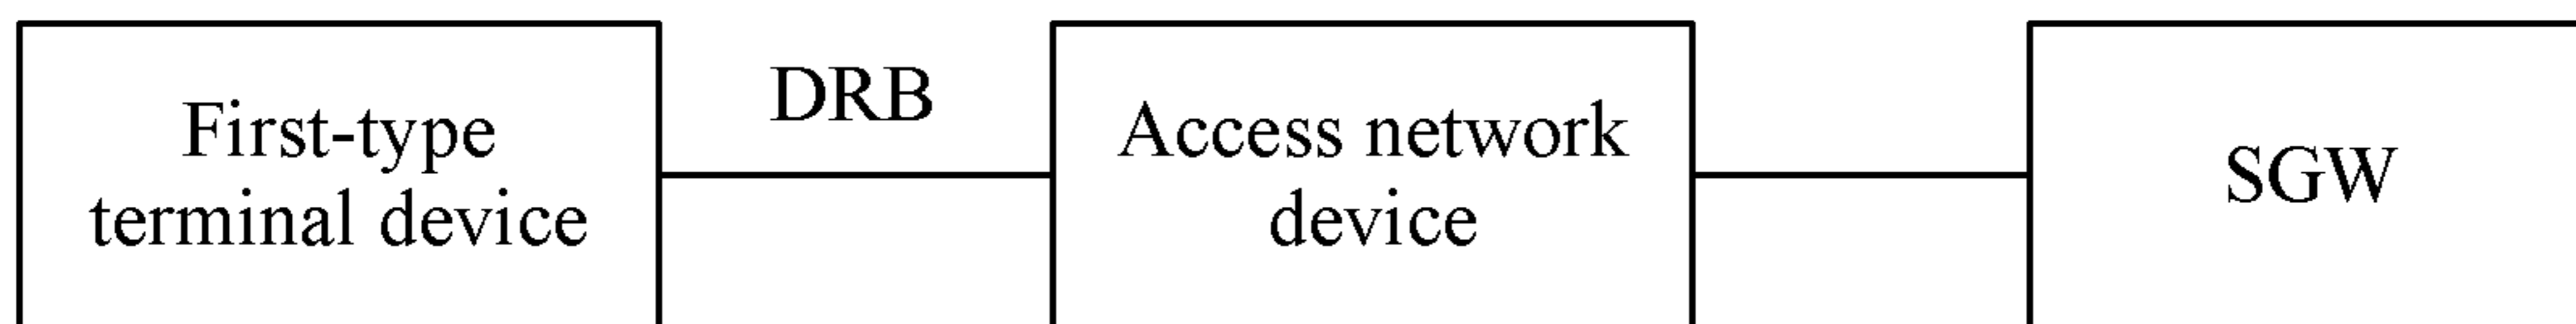 First-type
terminal device
DRB
Access network
device
SGW